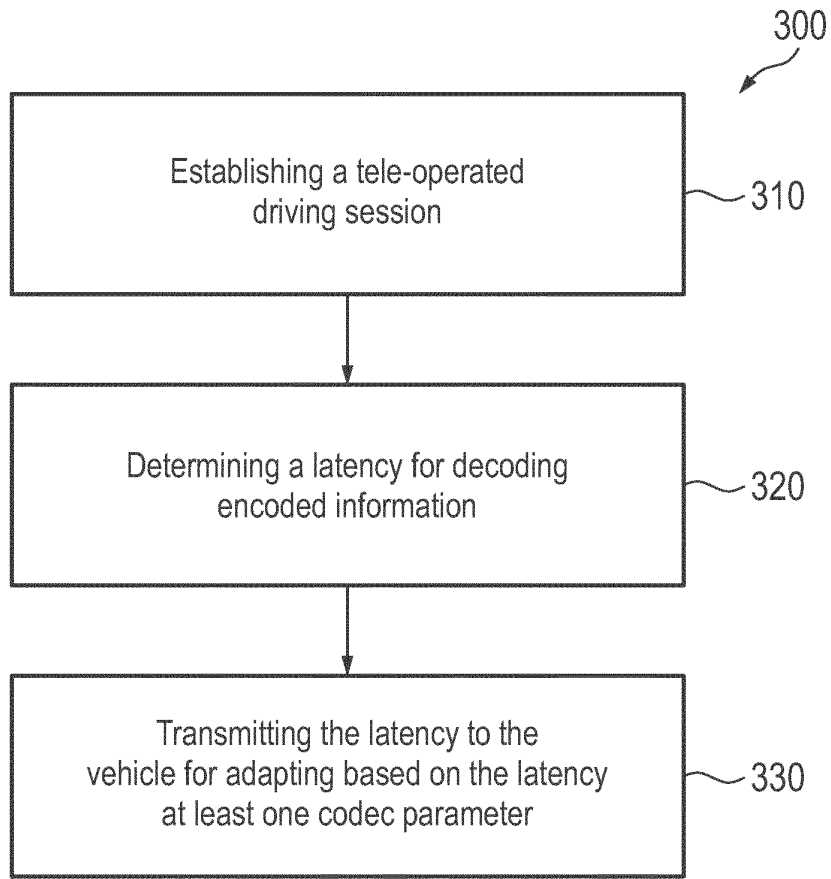 300
Establishing a tele-operated
driving session
310
Determining a latency for decoding
encoded information
320
Transmitting the latency to the
vehicle for adapting based on the latency
at least one codec parameter
330